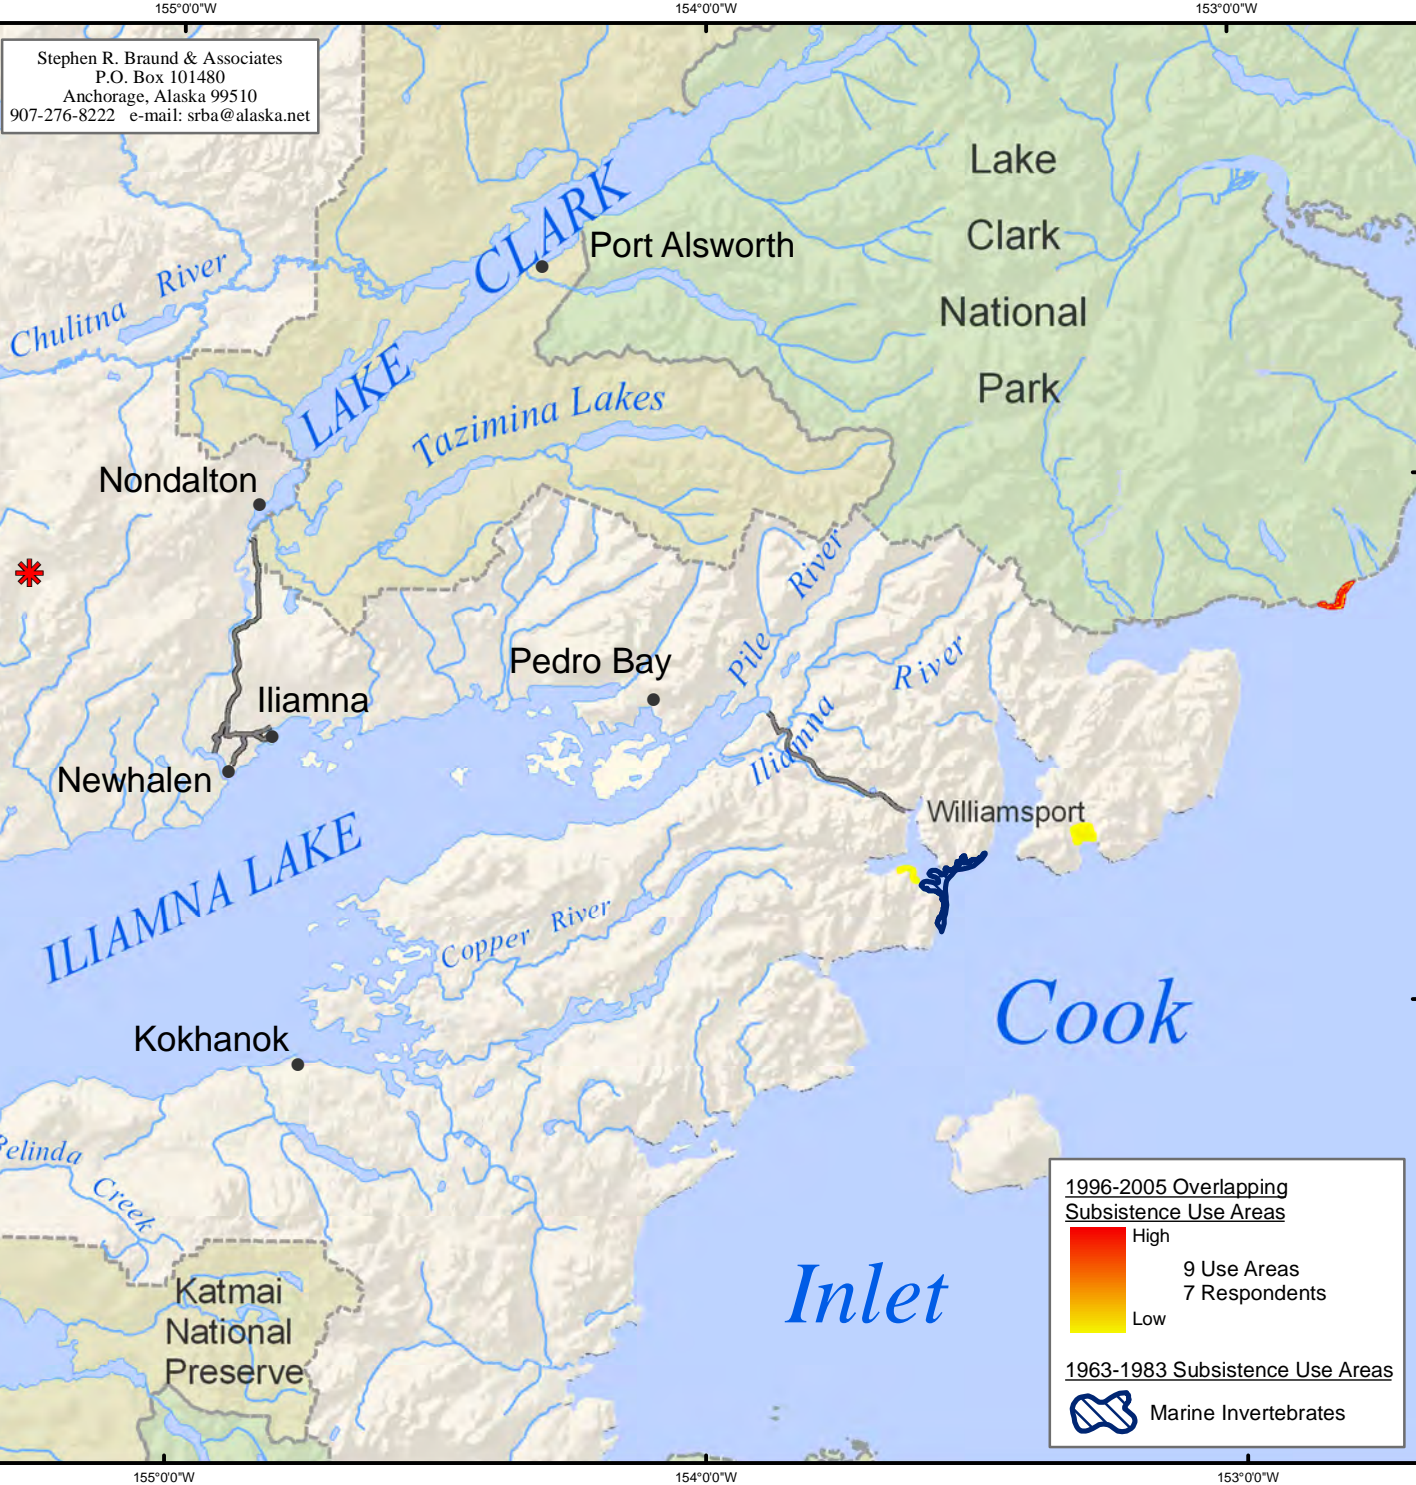 155°0'0"W
154°0'0"W
153°0'0"W
Stephen R. Braund & Associates
P.O. Box 101480
Anchorage, Alaska 99510
907-276-8222 e-mail: srba@alaska.net
Lake
Clark
National
Park
LAKE CLARK
Port Alsworth
Chulitna River
Tazimina Lakes
Nondalton
Pile River
Pedro Bay
Iliamna River
Iliamna
Newhalen
Williamsport
ILIAMNA LAKE
Copper River
Cook
Kokhanok
Belinda
Creek
Inlet
Katmai
National
Preserve
1996-2005 Overlapping
Subsistence Use Areas
High
9 Use Areas
7 Respondents
Low
1963-1983 Subsistence Use Areas
Marine Invertebrates
155°0'0"W
154°0'0"W
153°0'0"W